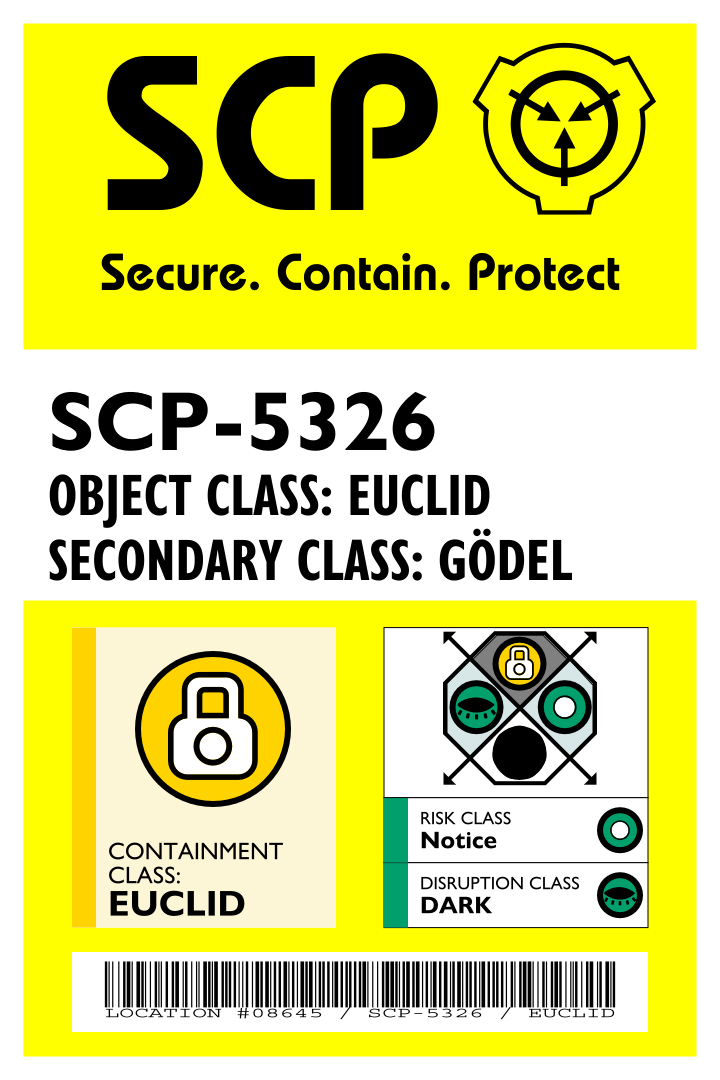 SCP
Secure. Contain. Protect
SCP-5326
OBJECT CLASS: EUCLID
SECONDARY CLASS: GÖDEL
CONTAINMENT
CLASS:
EUCLID
RISK CLASS
Notice
DISRUPTION CLASS
DARK
LOCATION #08645 / SCP-5326 / EUCLID